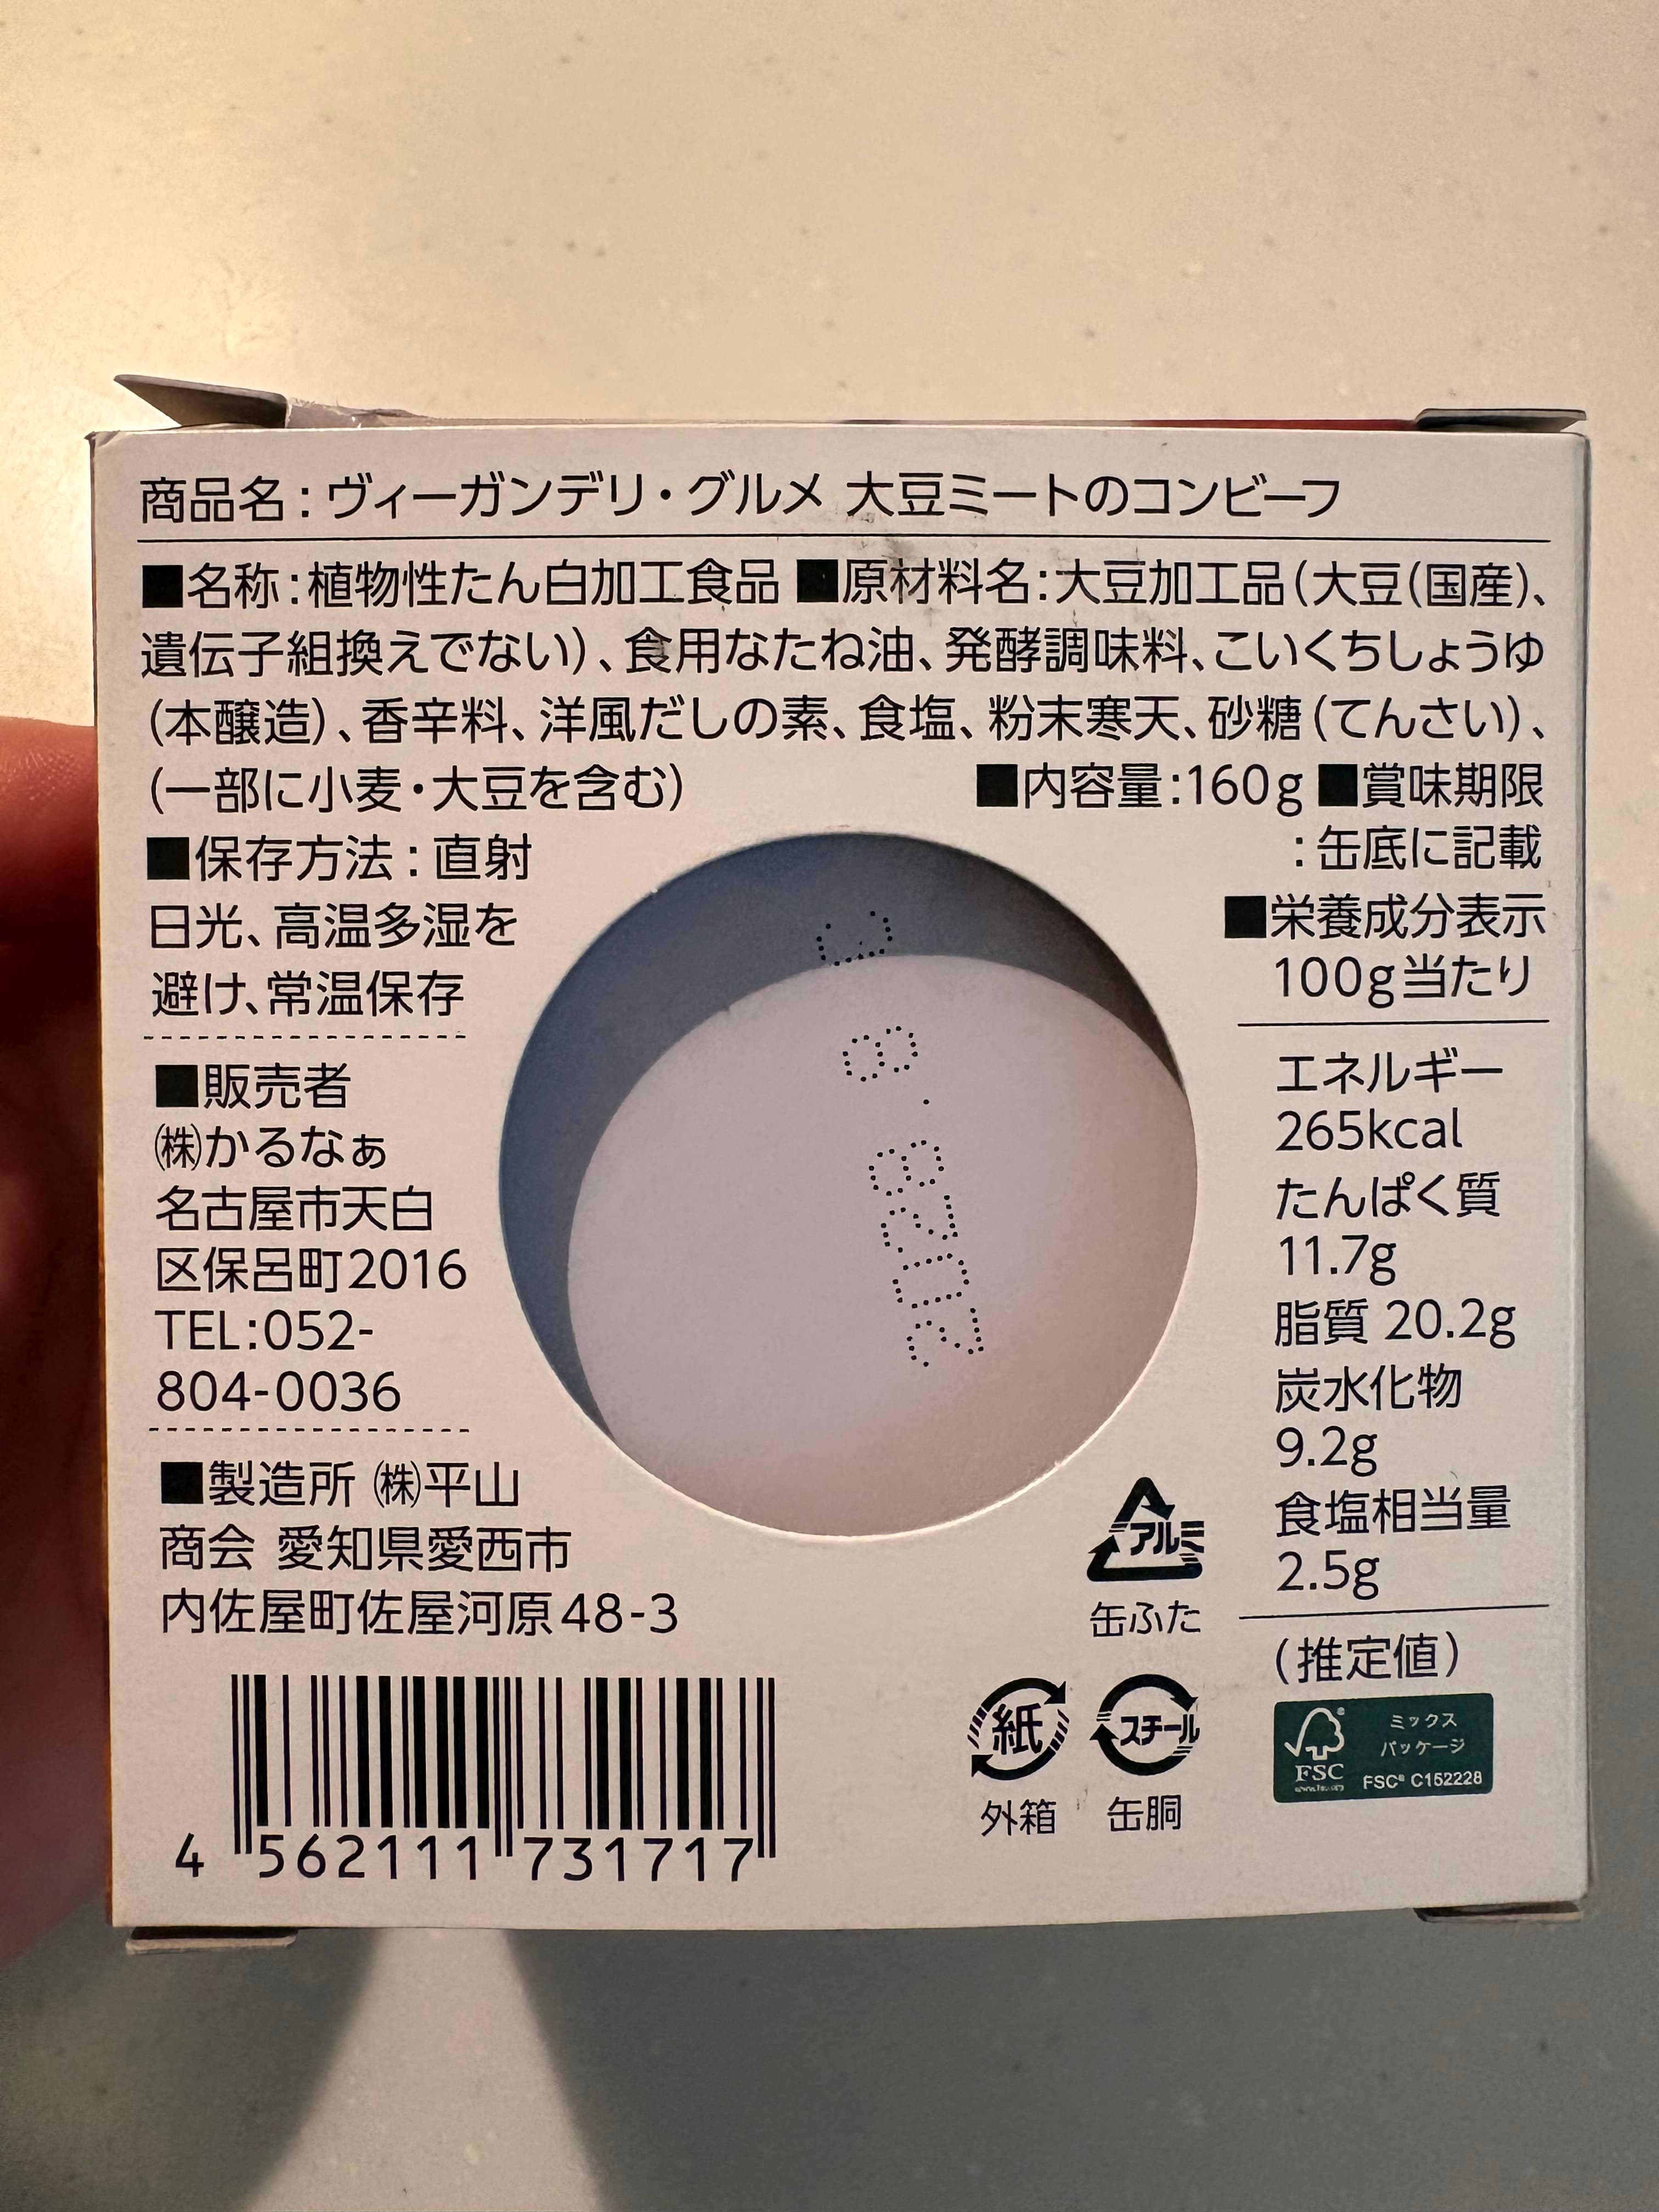 商品名：ヴィーガンデリ・グルメ 大豆ミートのコンビーフ
■名称：植物性たん白加工食品 ■原材料名：大豆加工品（大豆（国産）、
遺伝子組換えでない）、食用なたね油、発酵調味料、こいくちしょうゆ
（本醸造）、香辛料、洋風だしの素、食塩、粉末寒天、砂糖（てんさい）、
（一部に小麦・大豆を含む）
■内容量：160g ■賞味期限
：缶底に記載
■保存方法：直射
日光、高温多湿を
避け、常温保存
■販売者
㈱かるなぁ
名古屋市天白
区保呂町2016
TEL:052-
804-0036
■製造所 ㈱平山
商会 愛知県愛西市
内佐屋町佐屋河原48-3
2028.8
■栄養成分表示
100g当たり
エネルギー
265kcal
たんぱく質
11.7g
脂質 20.2g
炭水化物
9.2g
食塩相当量
2.5g
（推定値）
アルミ
缶ふた
紙
外箱
スチール
缶胴
FSC
ミックス
パッケージ
FSC® C152228
4 562111 731717